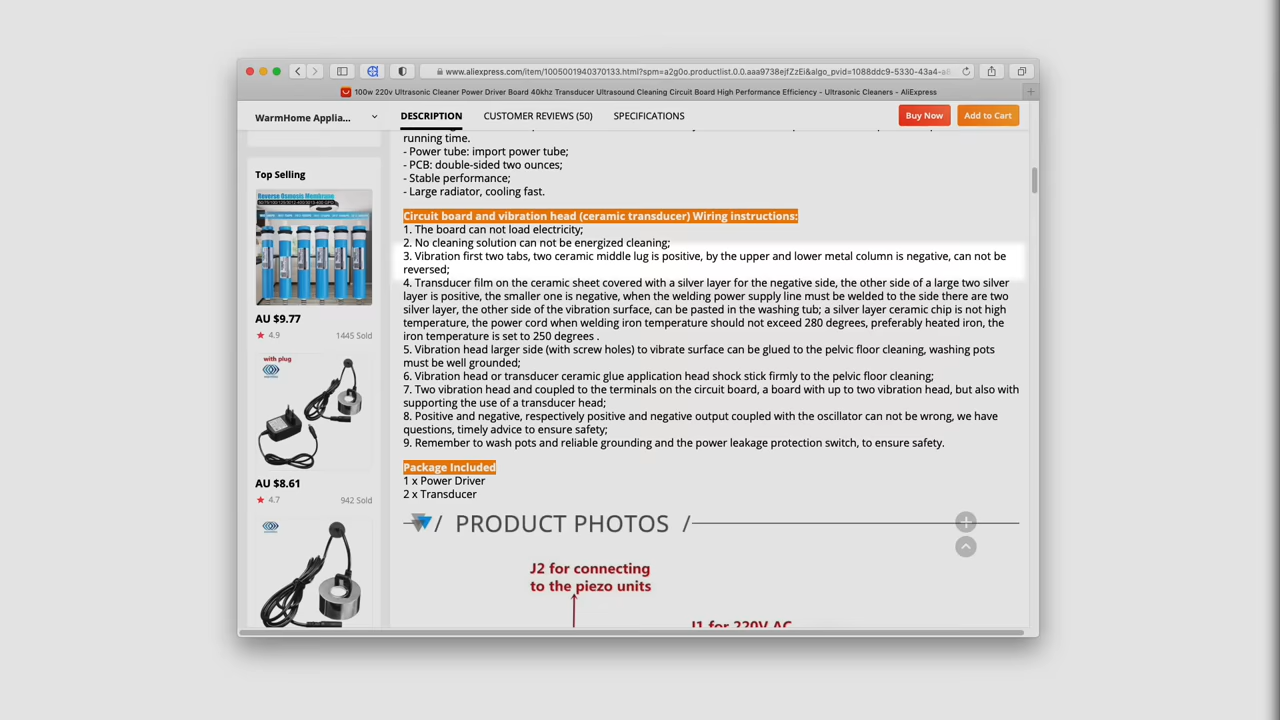 www.aliexpress.com/item/1005001940370133.html?spm=a2g0o.productlist.0.0.aaa9738ejfZzEi&algo_pvid=1088ddc9-5330-43a4-a
100w 220v Ultrasonic Cleaner Power Driver Board 40khz Transducer Ultrasound Cleaning Circuit Board High Performance Efficiency - Ultrasonic Cleaners - AliExpress
WarmHome Applia...
DESCRIPTION
CUSTOMER REVIEWS (50)
SPECIFICATIONS
Buy Now
Add to Cart
Top Selling
AU $9.77
4.9
1445 Sold
with plug
AU $8.61
4.7
942 Sold
running time.
- Power tube: import power tube;
- PCB: double-sided two ounces;
- Stable performance;
- Large radiator, cooling fast.
Circuit board and vibration head (ceramic transducer) Wiring instructions:
1. The board can not load electricity;
2. No cleaning solution can not be energized cleaning;
3. Vibration first two tabs, two ceramic middle lug is positive, by the upper and lower metal column is negative, can not be
reversed;
4. Transducer film on the ceramic sheet covered with a silver layer for the negative side, the other side of a large two silver
layer is positive, the smaller one is negative, when the welding power supply line must be welded to the side there are two
silver layer, the other side of the vibration surface, can be pasted in the washing tub; a silver layer ceramic chip is not high
temperature, the power cord when welding iron temperature should not exceed 280 degrees, preferably heated iron, the
iron temperature is set to 250 degrees .
5. Vibration head larger side (with screw holes) to vibrate surface can be glued to the pelvic floor cleaning, washing pots
must be well grounded;
6. Vibration head or transducer ceramic glue application head shock stick firmly to the pelvic floor cleaning;
7. Two vibration head and coupled to the terminals on the circuit board, a board with up to two vibration head, but also with
supporting the use of a transducer head;
8. Positive and negative, respectively positive and negative output coupled with the oscillator can not be wrong, we have
questions, timely advice to ensure safety;
9. Remember to wash pots and reliable grounding and the power leakage protection switch, to ensure safety.
Package Included
1 x Power Driver
2 x Transducer
/ PRODUCT PHOTOS /
J2 for connecting
to the piezo units
J1 for 220V AC